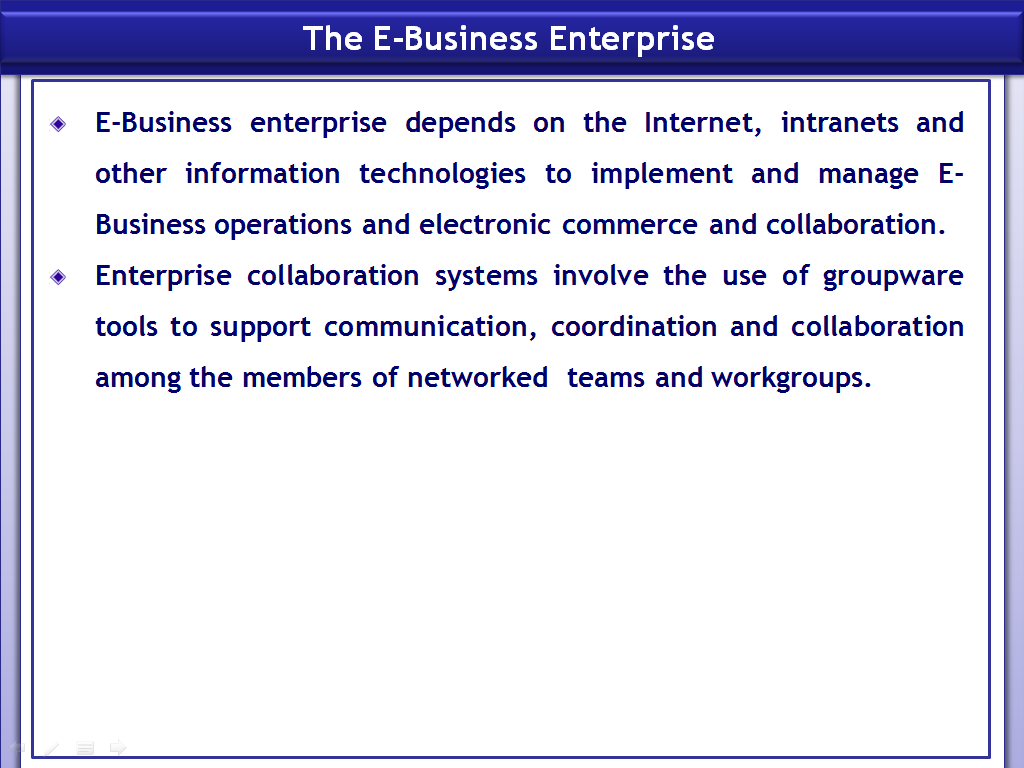 The E-Business Enterprise
E-Business enterprise depends on the Internet, intranets and
other information technologies to implement and manage E-
Business operations and electronic commerce and collaboration.
Enterprise collaboration systems involve the use of groupware
tools to support communication, coordination and collaboration
among the members of networked  teams and workgroups.